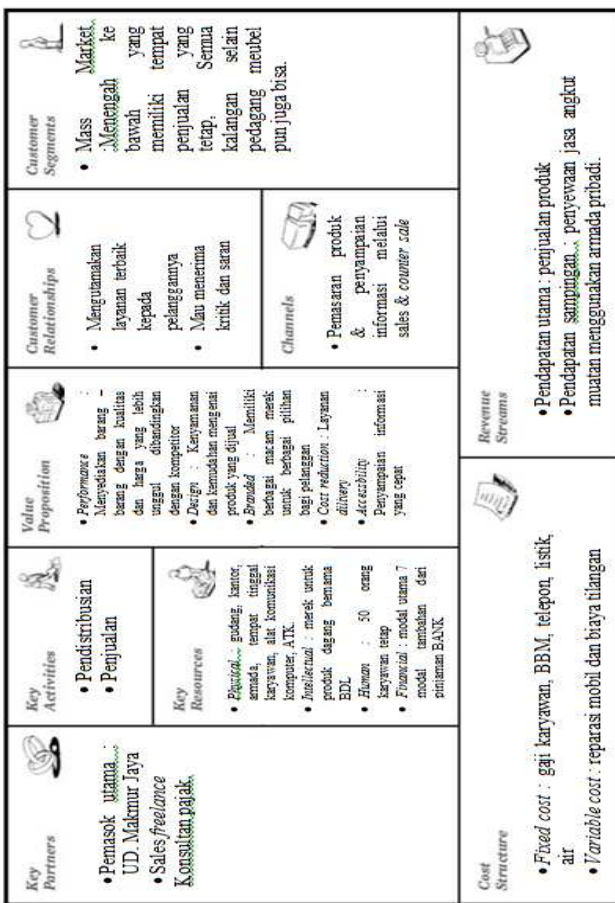 Key
Partners
• Pemasok utama :
UD. Makmur Jaya
• Sales freelance
Konsultan pajak.
Key
Activities
• Pendistribusian
• Penjualan
Key
Resources
• Physical : gudang, kantor,
armada, tempat tinggal
karyawan, alat komunikasi
komputer, ATK.
• Intellectual : merek untuk
produk dagang bernama
BDL
• Human : 50 orang
karyawan tetap
• Financial : modal utama 7
modal tambahan dari
pinjaman BANK
Value
Proposition
• Performance :
Menyediakan barang –
barang dengan kualitas
dan harga yang lebih
unggul dibandingkan
dengan kompetitor
• Design : Kenyamanan
dan kemudahan mengenai
produk yang dijual
• Branded : Memiliki
berbagai macam merek
untuk berbagai pilihan
bagi pelanggan
• Cost reduction : Layanan
dilivery
• Accessbility :
Penyampaian informasi
yang cepat
Customer
Relationships
• Mengutamakan
layanan terbaik
kepada
pelanggannya
• Mau menerima
kritik dan saran
Channels
• Pemasaran produk
& penyampaian
informasi melalui
sales & counter sale
Customer
Segments
• Mass Market
:Menengah ke
bawah yang
memiliki tempat
penjualan yang
tetap, Semua
kalangan selain
pedagang meubel
pun juga bisa.
Cost
Structure
• Fixed cost : gaji karyawan, BBM, telepon, listik,
air
• Variable cost : reparasi mobil dan biaya tilangan
Revenue
Streams
• Pendapatan utama : penjualan produk
• Pendapatan sampingan : penyewaan jasa angkut
muatan menggunakan armada pribadi.